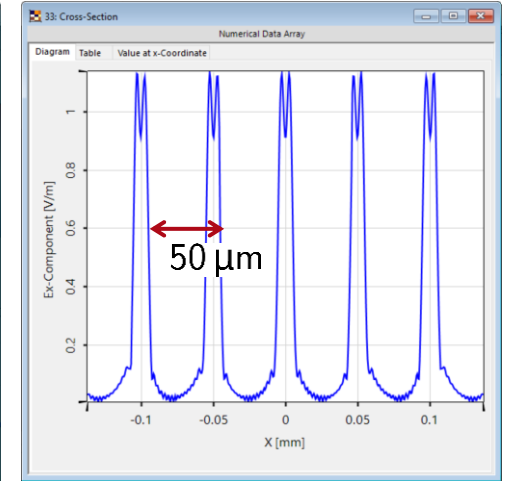 33: Cross-Section
Numerical Data Array
Diagram Table Value at x-Coordinate
Ex-Component [V/m]
1
0.8
0.6
0.4
0.2
50 µm
-0.1 -0.05 0 0.05 0.1
X [mm]